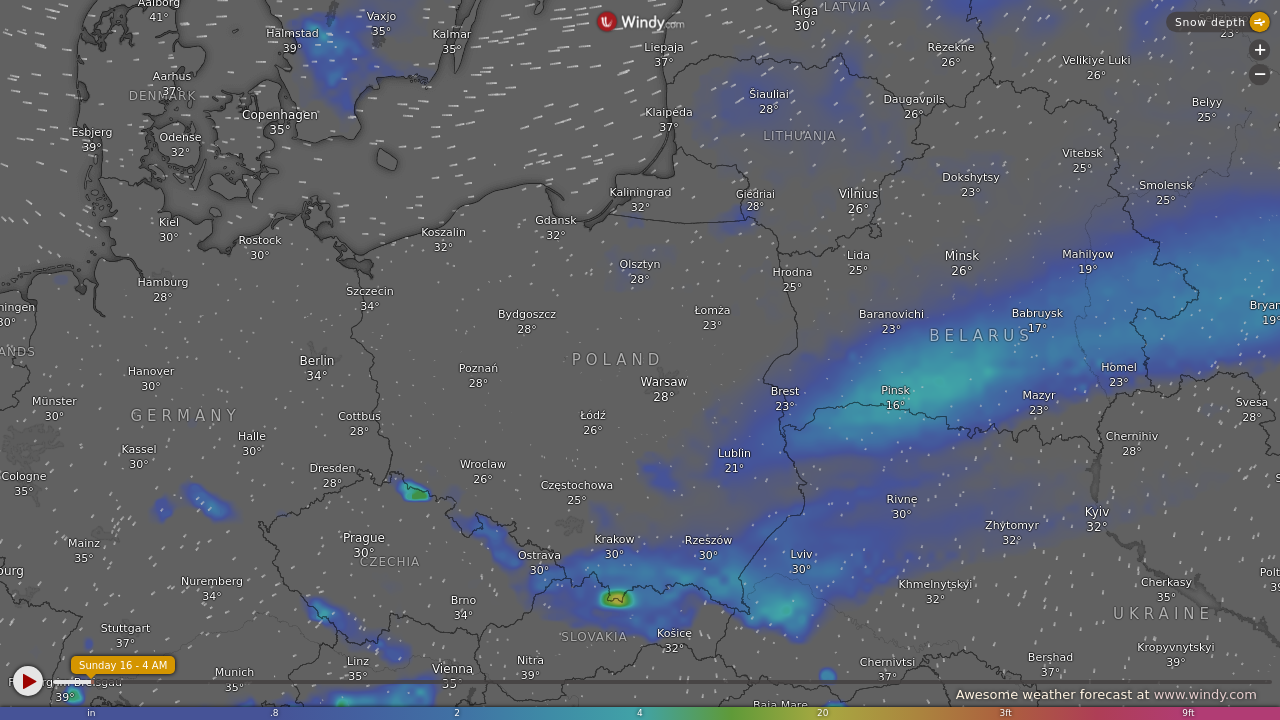 Aalborg
41°
Vaxjo
35°
Halmstad
39°
Kalmar
35°
Windy.com
Riga
30°
LATVIA
Snow depth
23°
Liepaja
37°
Rēzekne
26°
Velikiye Luki
26°
+
−
Aarhus
37°
DENMARK
Šiauliai
28°
Daugavpils
26°
Belyy
25°
Copenhagen
35°
Klaipėda
37°
Esbjerg
39°
Odense
32°
LITHUANIA
Vitebsk
25°
Dokshytsy
23°
Smolensk
25°
Kaliningrad
32°
Giedriai
28°
Vilnius
26°
Kiel
30°
Gdansk
32°
Koszalin
32°
Rostock
30°
Lida
25°
Minsk
26°
Mahilyow
19°
Olsztyn
28°
Hrodna
25°
Hamburg
28°
Szczecin
34°
ningen
30°
Bydgoszcz
28°
Łomża
23°
Baranovichi
23°
Babruysk
17°
Bryan
19°
BELARUS
ANDS
Berlin
34°
POLAND
Hanover
30°
Poznań
28°
Warsaw
28°
Brest
23°
Pinsk
16°
Homel
23°
Münster
30°
GERMANY
Cottbus
28°
Łódź
26°
Mazyr
23°
Svesa
28°
Halle
30°
Chernihiv
28°
Kassel
30°
Lublin
21°
Cologne
35°
Dresden
28°
Wroclaw
26°
Częstochowa
25°
S
Rivne
30°
Kyiv
32°
Zhytomyr
32°
Mainz
35°
Prague
30°
Krakow
30°
Rzeszów
30°
CZECHIA
Ostrava
30°
Lviv
30°
burg
Nuremberg
34°
Khmelnytskyi
32°
Cherkasy
35°
Polt
39
Brno
34°
UKRAINE
Stuttgart
37°
SLOVAKIA
Košice
32°
Sunday 16 - 4 AM
Linz
35°
Vienna
35°
Nitra
39°
Chernivtsi
37°
Bershad
37°
Kropyvnytskyi
39°
Munich
35°
39°
Awesome weather forecast at www.windy.com
Baia Mare
in .8 2 4 20 3ft 9ft